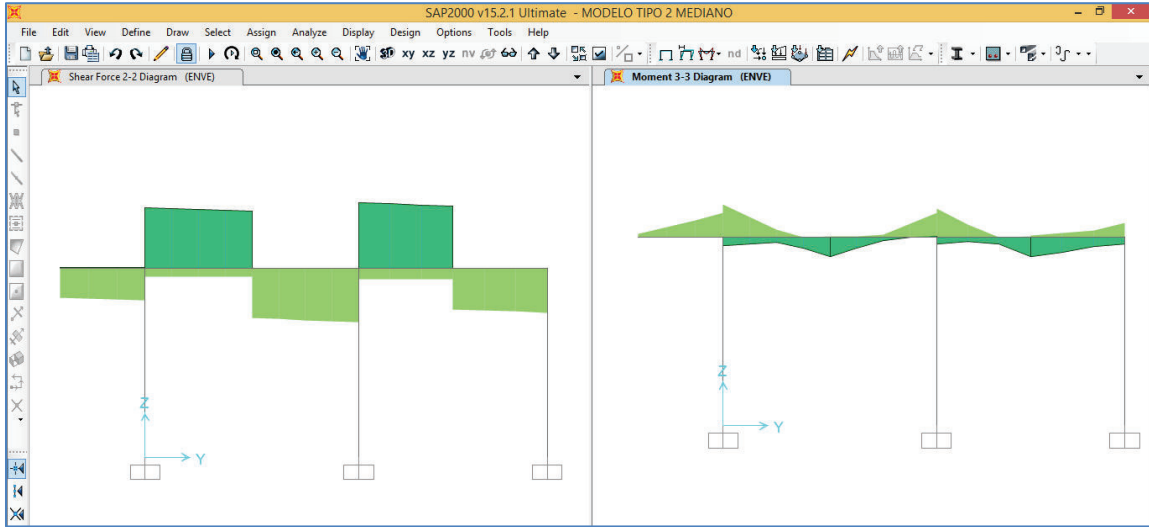 SAP2000 v15.2.1 Ultimate - MODELO TIPO 2 MEDIANO
File Edit View Define Draw Select Assign Analyze Display Design Options Tools Help
3D xy xz yz nv nd
Shear Force 2-2 Diagram (ENVE)
Moment 3-3 Diagram (ENVE)
Z
Y
Z
Y